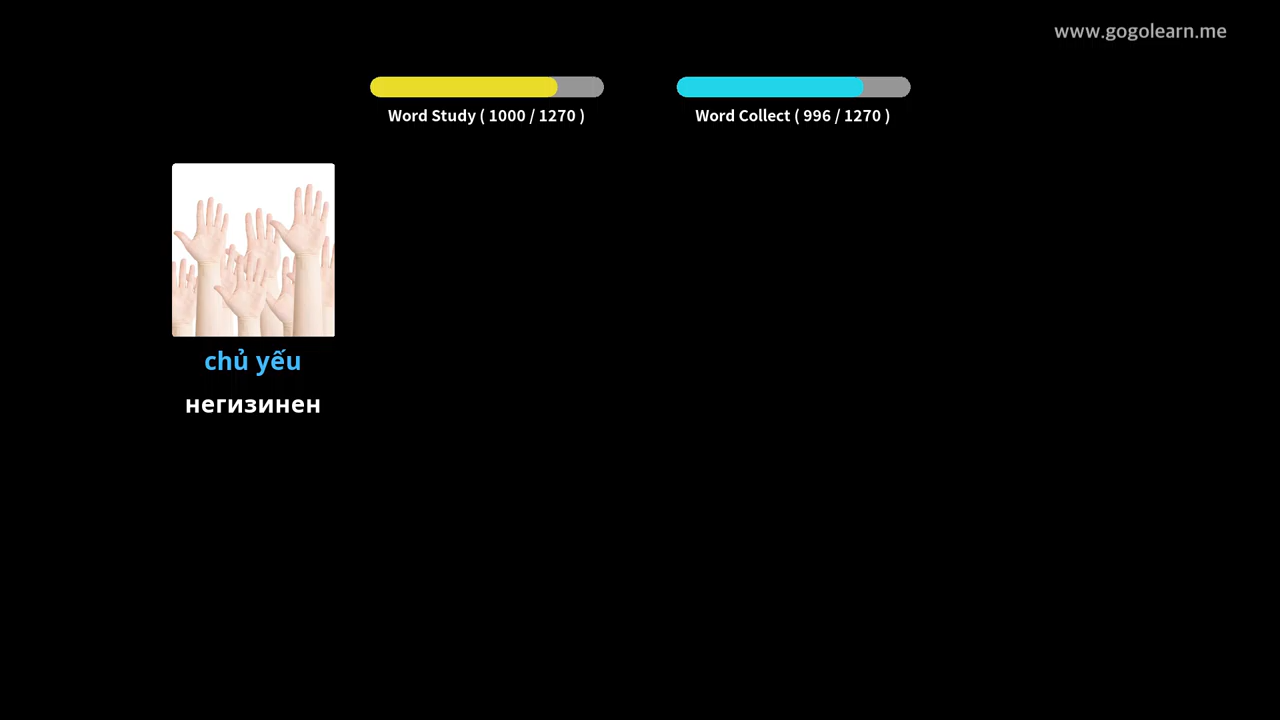 www.gogolearn.me
Word Study ( 1000 / 1270 )
Word Collect ( 996 / 1270 )
chủ yếu
негизинен